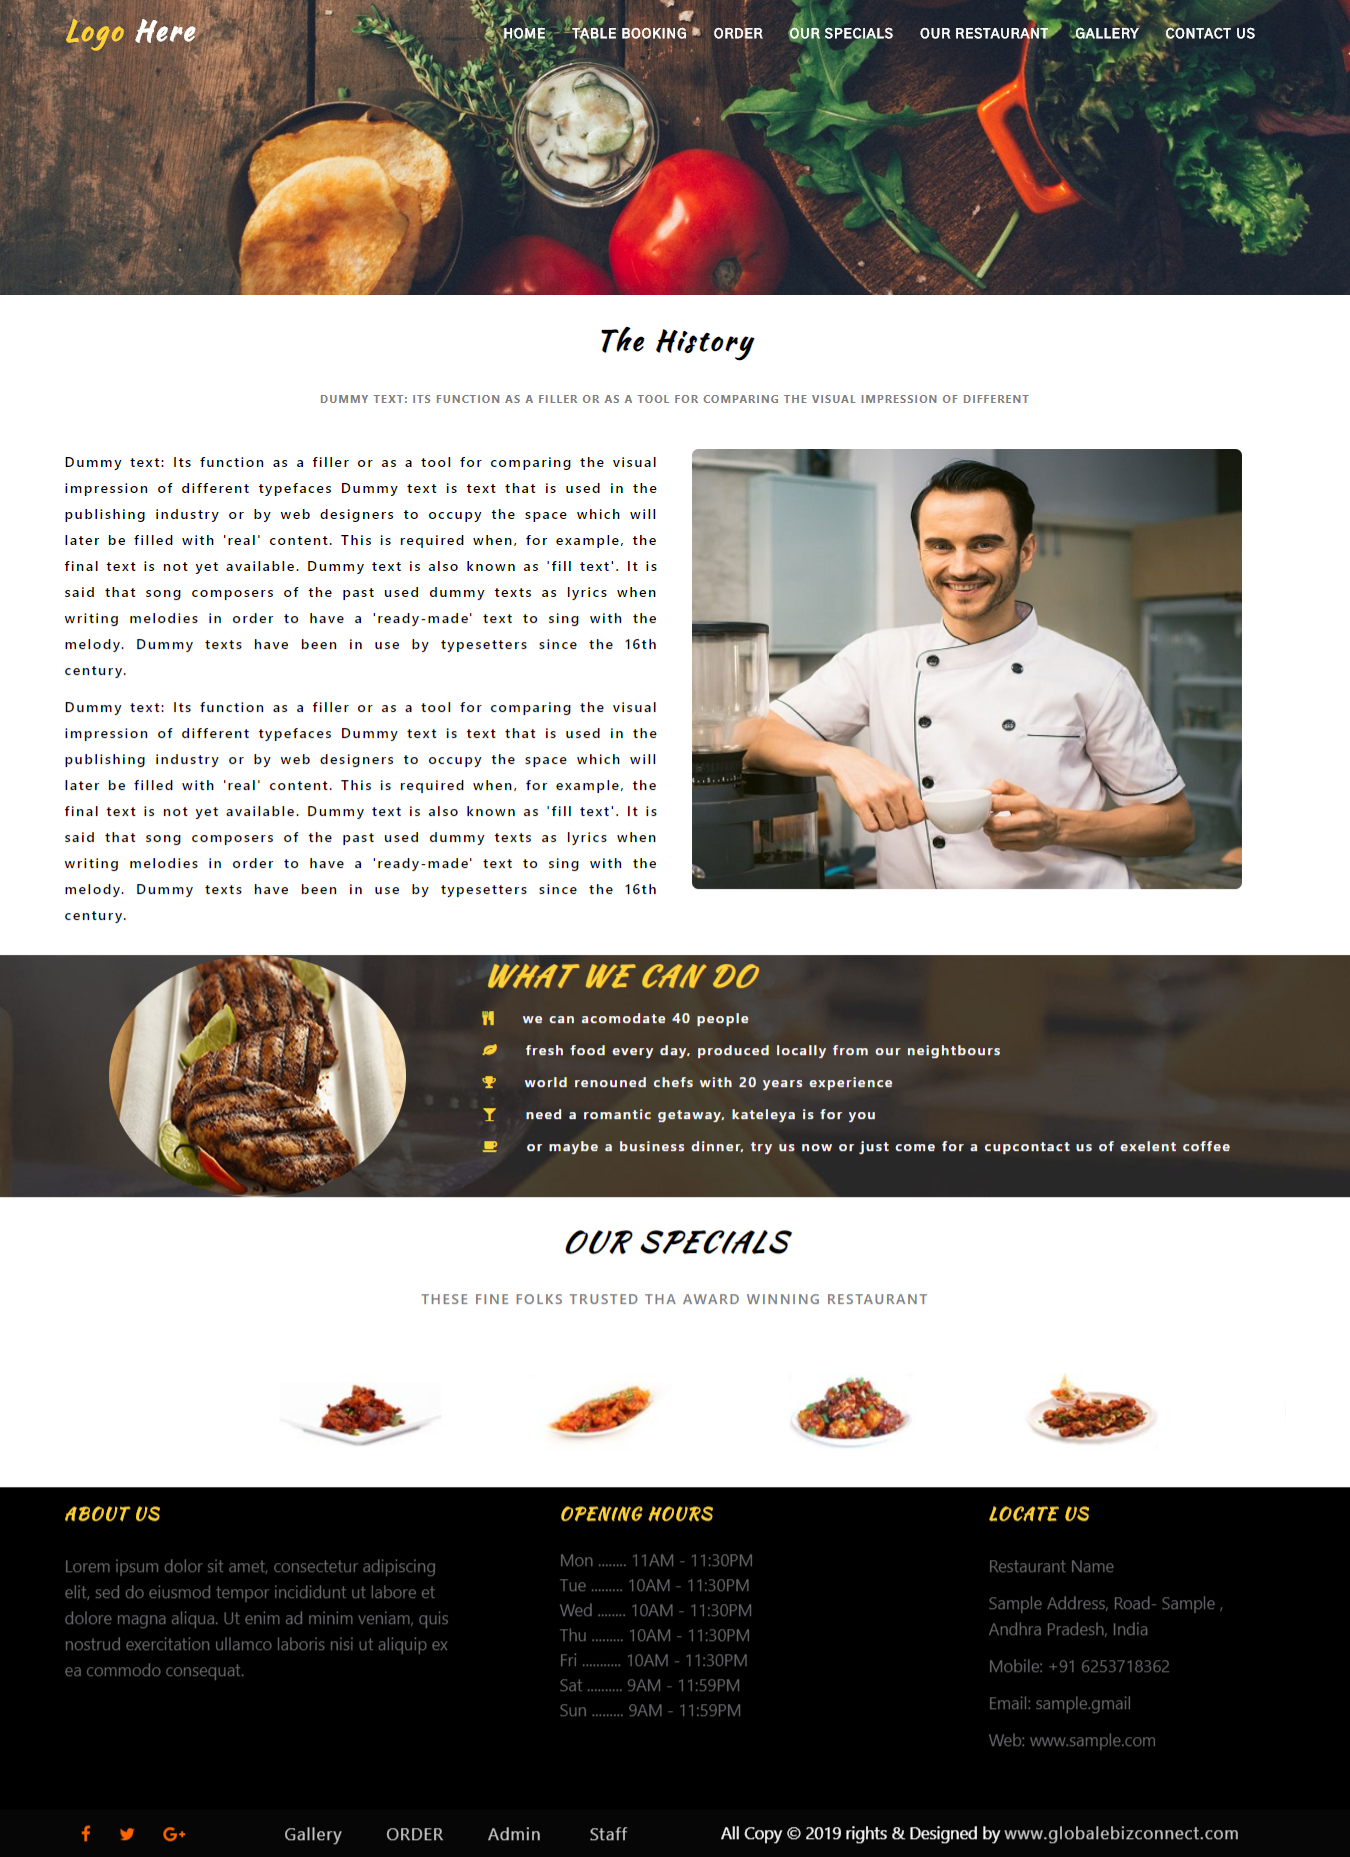 Logo Here
HOME TABLE BOOKING ORDER OUR SPECIALS OUR RESTAURANT GALLERY CONTACT US
The History
DUMMY TEXT: ITS FUNCTION AS A FILLER OR AS A TOOL FOR COMPARING THE VISUAL IMPRESSION OF DIFFERENT
Dummy text: Its function as a filler or as a tool for comparing the visual
impression of different typefaces Dummy text is text that is used in the
publishing industry or by web designers to occupy the space which will
later be filled with 'real' content. This is required when, for example, the
final text is not yet available. Dummy text is also known as 'fill text'. It is
said that song composers of the past used dummy texts as lyrics when
writing melodies in order to have a 'ready-made' text to sing with the
melody. Dummy texts have been in use by typesetters since the 16th
century.
Dummy text: Its function as a filler or as a tool for comparing the visual
impression of different typefaces Dummy text is text that is used in the
publishing industry or by web designers to occupy the space which will
later be filled with 'real' content. This is required when, for example, the
final text is not yet available. Dummy text is also known as 'fill text'. It is
said that song composers of the past used dummy texts as lyrics when
writing melodies in order to have a 'ready-made' text to sing with the
melody. Dummy texts have been in use by typesetters since the 16th
century.
WHAT WE CAN DO
we can acomodate 40 people
fresh food every day, produced locally from our neightbours
world renouned chefs with 20 years experience
need a romantic getaway, kateleya is for you
or maybe a business dinner, try us now or just come for a cupcontact us of exelent coffee
OUR SPECIALS
THESE FINE FOLKS TRUSTED THA AWARD WINNING RESTAURANT
ABOUT US
Lorem ipsum dolor sit amet, consectetur adipiscing
elit, sed do eiusmod tempor incididunt ut labore et
dolore magna aliqua. Ut enim ad minim veniam, quis
nostrud exercitation ullamco laboris nisi ut aliquip ex
ea commodo consequat.
OPENING HOURS
Mon ........ 11AM - 11:30PM
Tue ......... 10AM - 11:30PM
Wed ........ 10AM - 11:30PM
Thu ......... 10AM - 11:30PM
Fri ........... 10AM - 11:30PM
Sat .......... 9AM - 11:59PM
Sun ......... 9AM - 11:59PM
LOCATE US
Restaurant Name
Sample Address, Road- Sample ,
Andhra Pradesh, India
Mobile: +91 6253718362
Email: sample.gmail
Web: www.sample.com
Gallery ORDER Admin Staff All Copy © 2019 rights & Designed by www.globalebizconnect.com